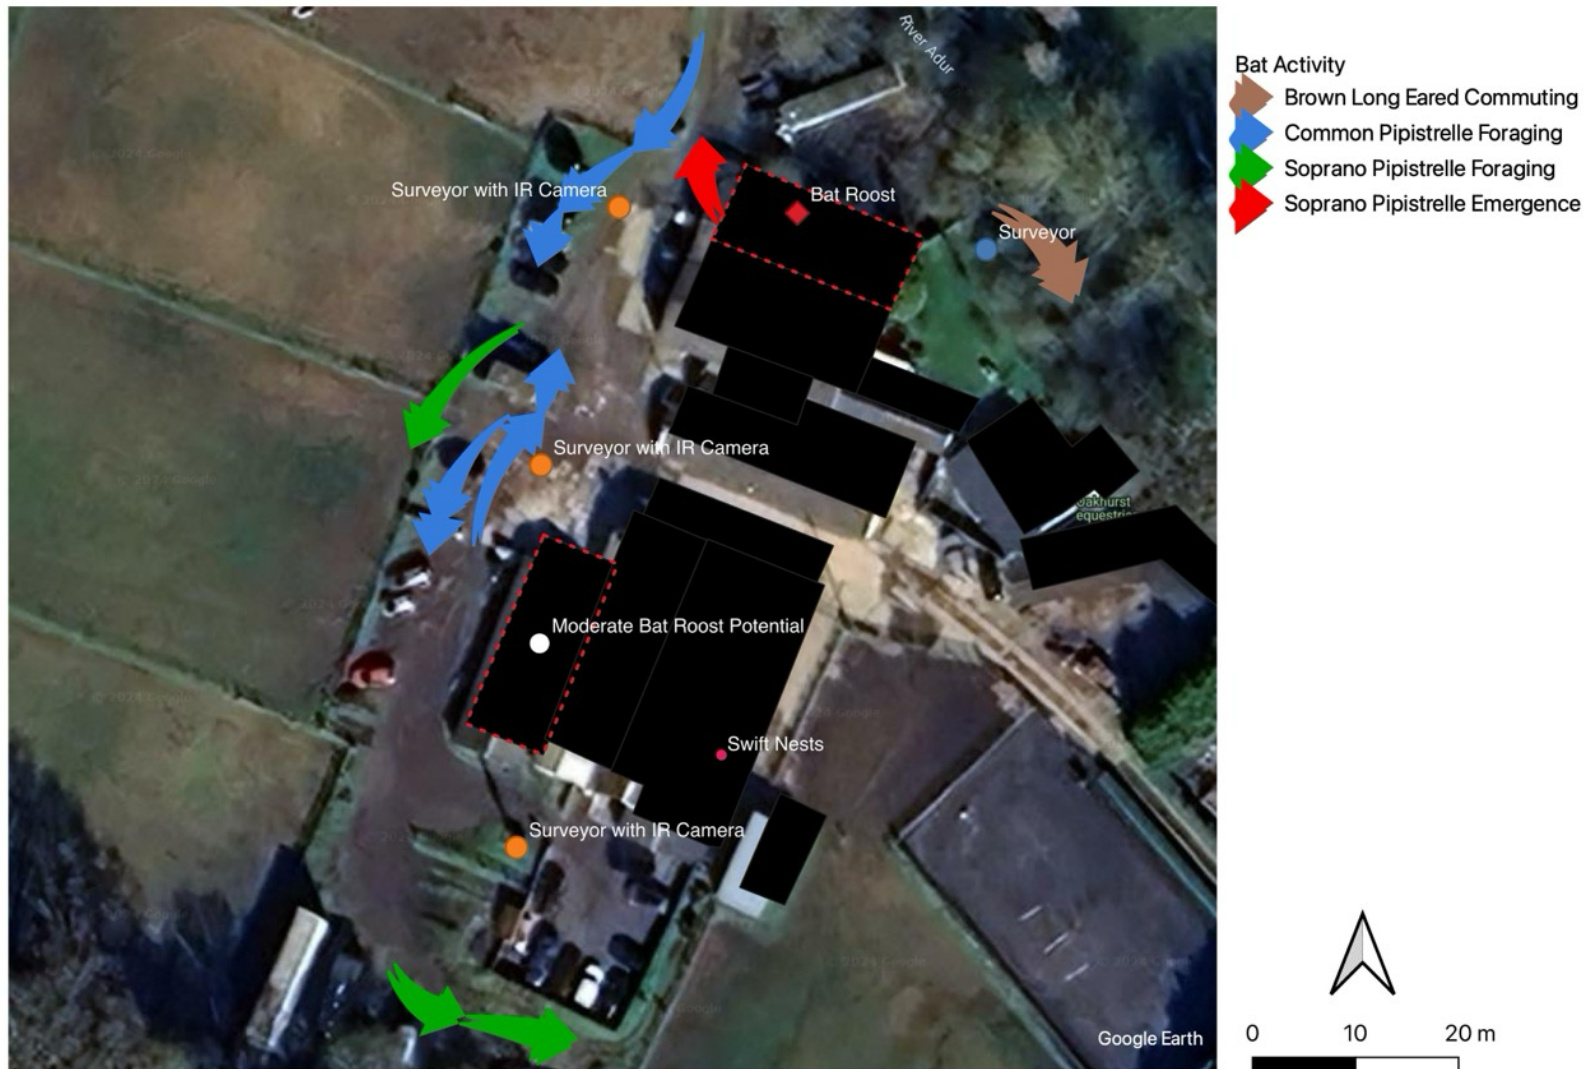 River Adur
Bat Activity
Brown Long Eared Commuting
Common Pipistrelle Foraging
Soprano Pipistrelle Foraging
Soprano Pipistrelle Emergence
Surveyor with IR Camera
Bat Roost
Surveyor
Surveyor with IR Camera
Oakhurst
Moderate Bat Roost Potential
Swift Nests
Surveyor with IR Camera
Google Earth
0 10 20 m